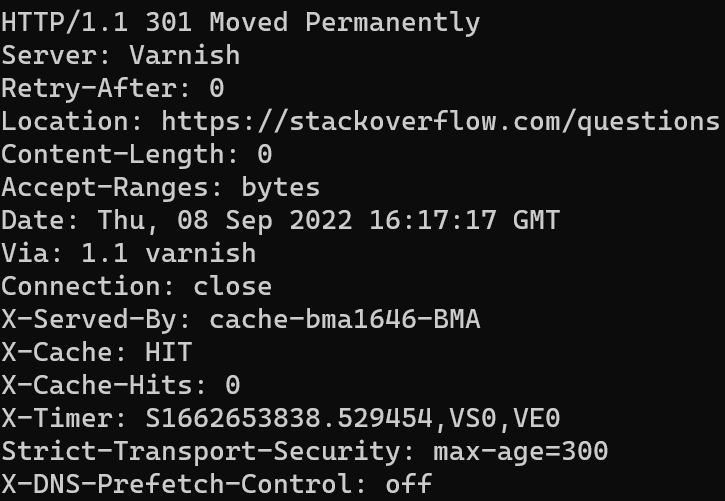 HTTP/1.1 301 Moved Permanently
Server: Varnish
Retry-After: 0
Location: https://stackoverflow.com/questions
Content-Length: 0
Accept-Ranges: bytes
Date: Thu, 08 Sep 2022 16:17:17 GMT
Via: 1.1 varnish
Connection: close
X-Served-By: cache-bma1646-BMA
X-Cache: HIT
X-Cache-Hits: 0
X-Timer: S1662653838.529454,VS0,VE0
Strict-Transport-Security: max-age=300
X-DNS-Prefetch-Control: off